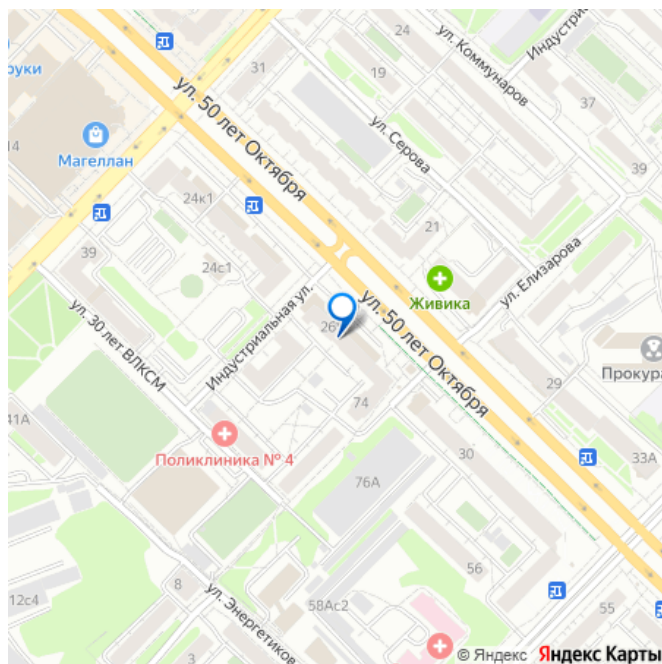 24
ул. Коммунаров
Индустриальн
руки
31
19
37
ул. 50 лет Октября
ул. Серова
14
Магеллан
39
24к1
21
39
24с1
ул. Елизарова
Живика
ул. 30 лет ВЛКСМ
Индустриальная ул.
26
ул. 50 лет Октября
Прокура
29
41А
74
Поликлиника № 4
30
33А
76А
56
8
12с4
ул. Энергетиков
58Ас2
55
© Яндекс Яндекс Карты